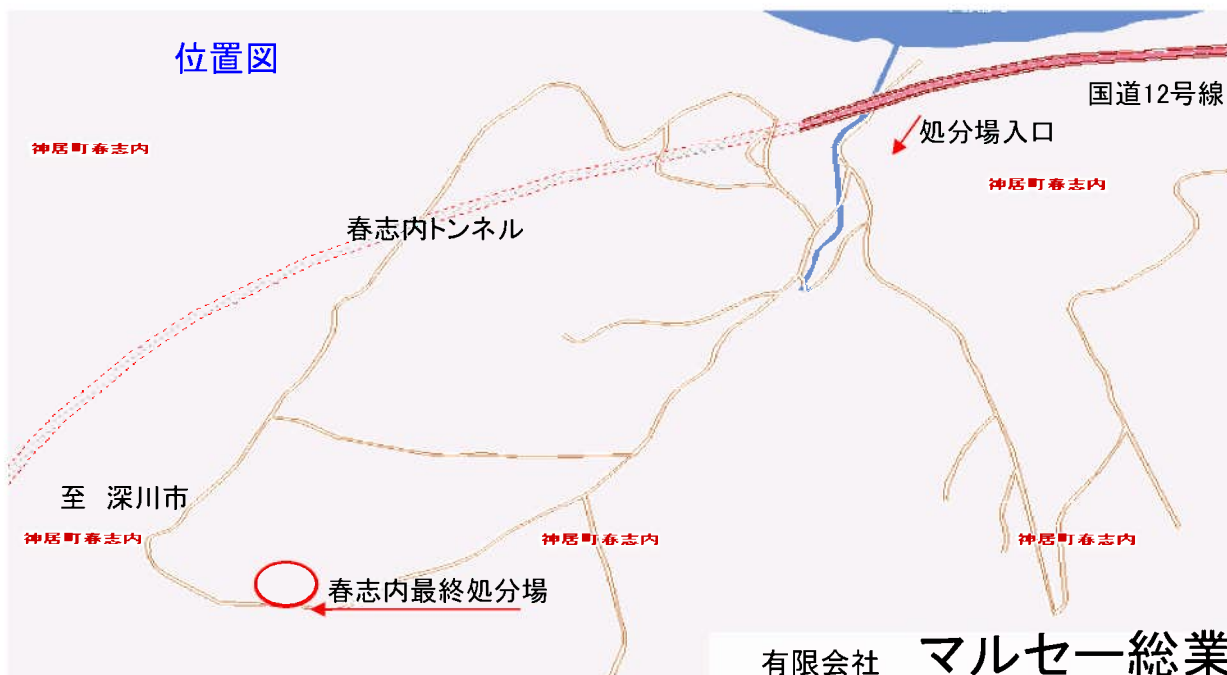 位置図
国道12号線
処分場入口
神居町春志内
神居町春志内
春志内トンネル
至 深川市
神居町春志内
神居町春志内
神居町春志内
春志内最終処分場
有限会社 マルセー総業